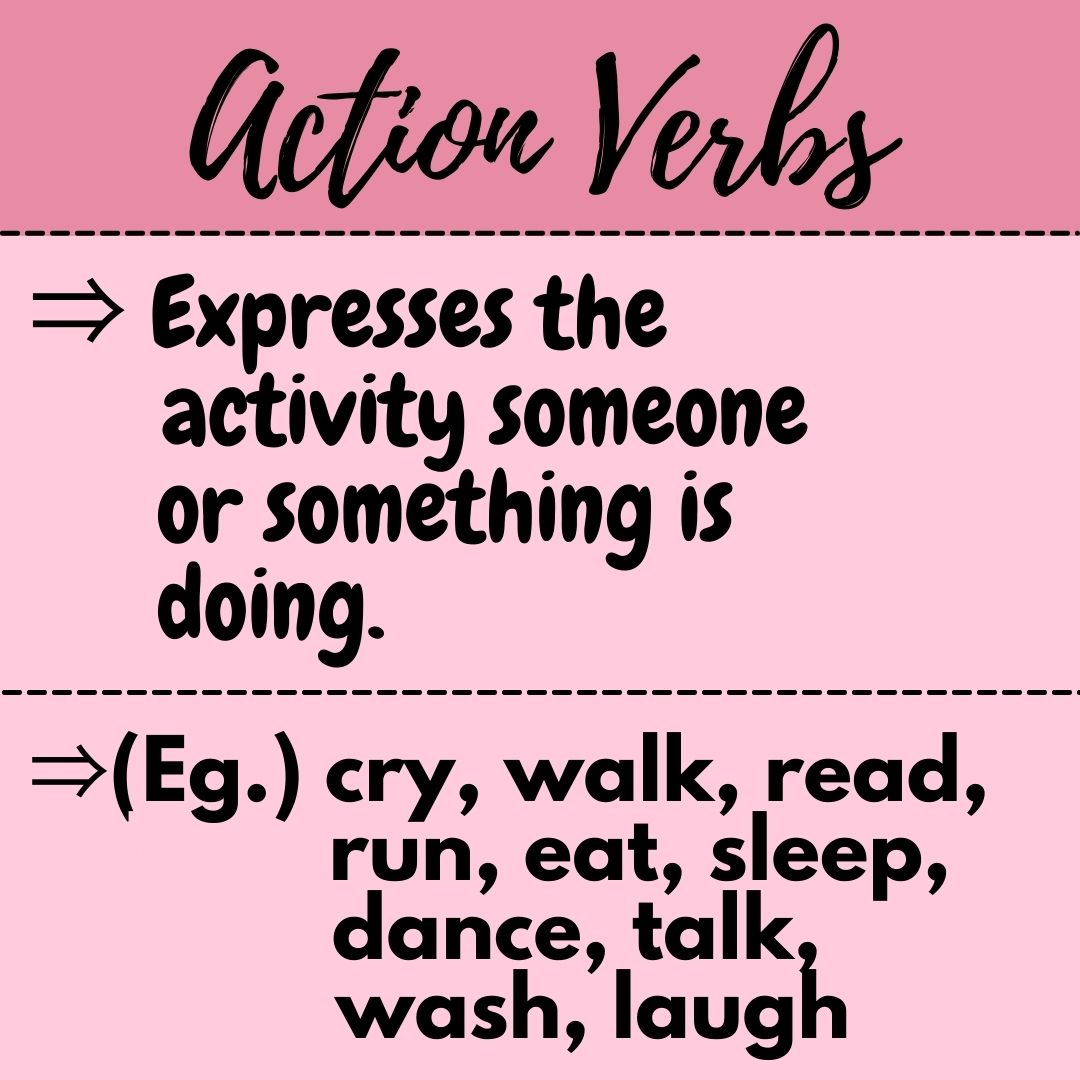 Action Verbs
⇒ Expresses the
activity someone
or something is
doing.
⇒(Eg.) cry, walk, read,
run, eat, sleep,
dance, talk,
wash, laugh